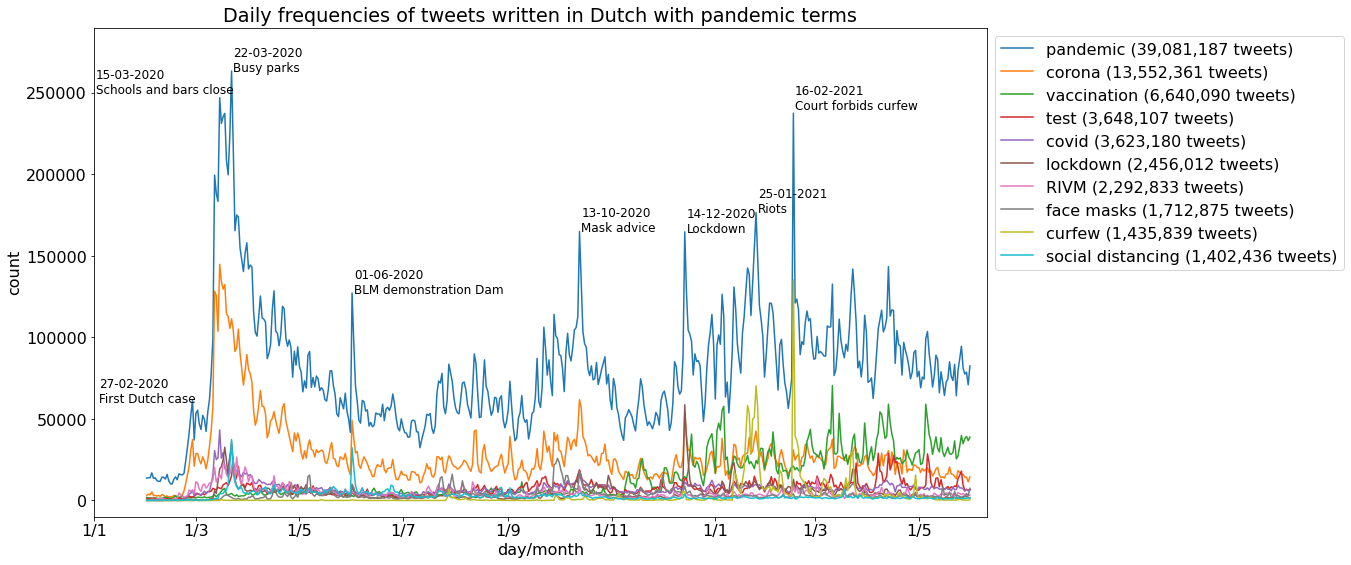 Daily frequencies of tweets written in Dutch with pandemic terms
22-03-2020
Busy parks
15-03-2020
Schools and bars close
27-02-2020
First Dutch case
01-06-2020
BLM demonstration Dam
13-10-2020
Mask advice
14-12-2020
Lockdown
25-01-2021
Riots
16-02-2021
Court forbids curfew
pandemic (39,081,187 tweets)
corona (13,552,361 tweets)
vaccination (6,640,090 tweets)
test (3,648,107 tweets)
covid (3,623,180 tweets)
lockdown (2,456,012 tweets)
RIVM (2,292,833 tweets)
face masks (1,712,875 tweets)
curfew (1,435,839 tweets)
social distancing (1,402,436 tweets)
count
250000
200000
150000
100000
50000
0
1/1 1/3 1/5 1/7 1/9 1/11 1/1 1/3 1/5
day/month